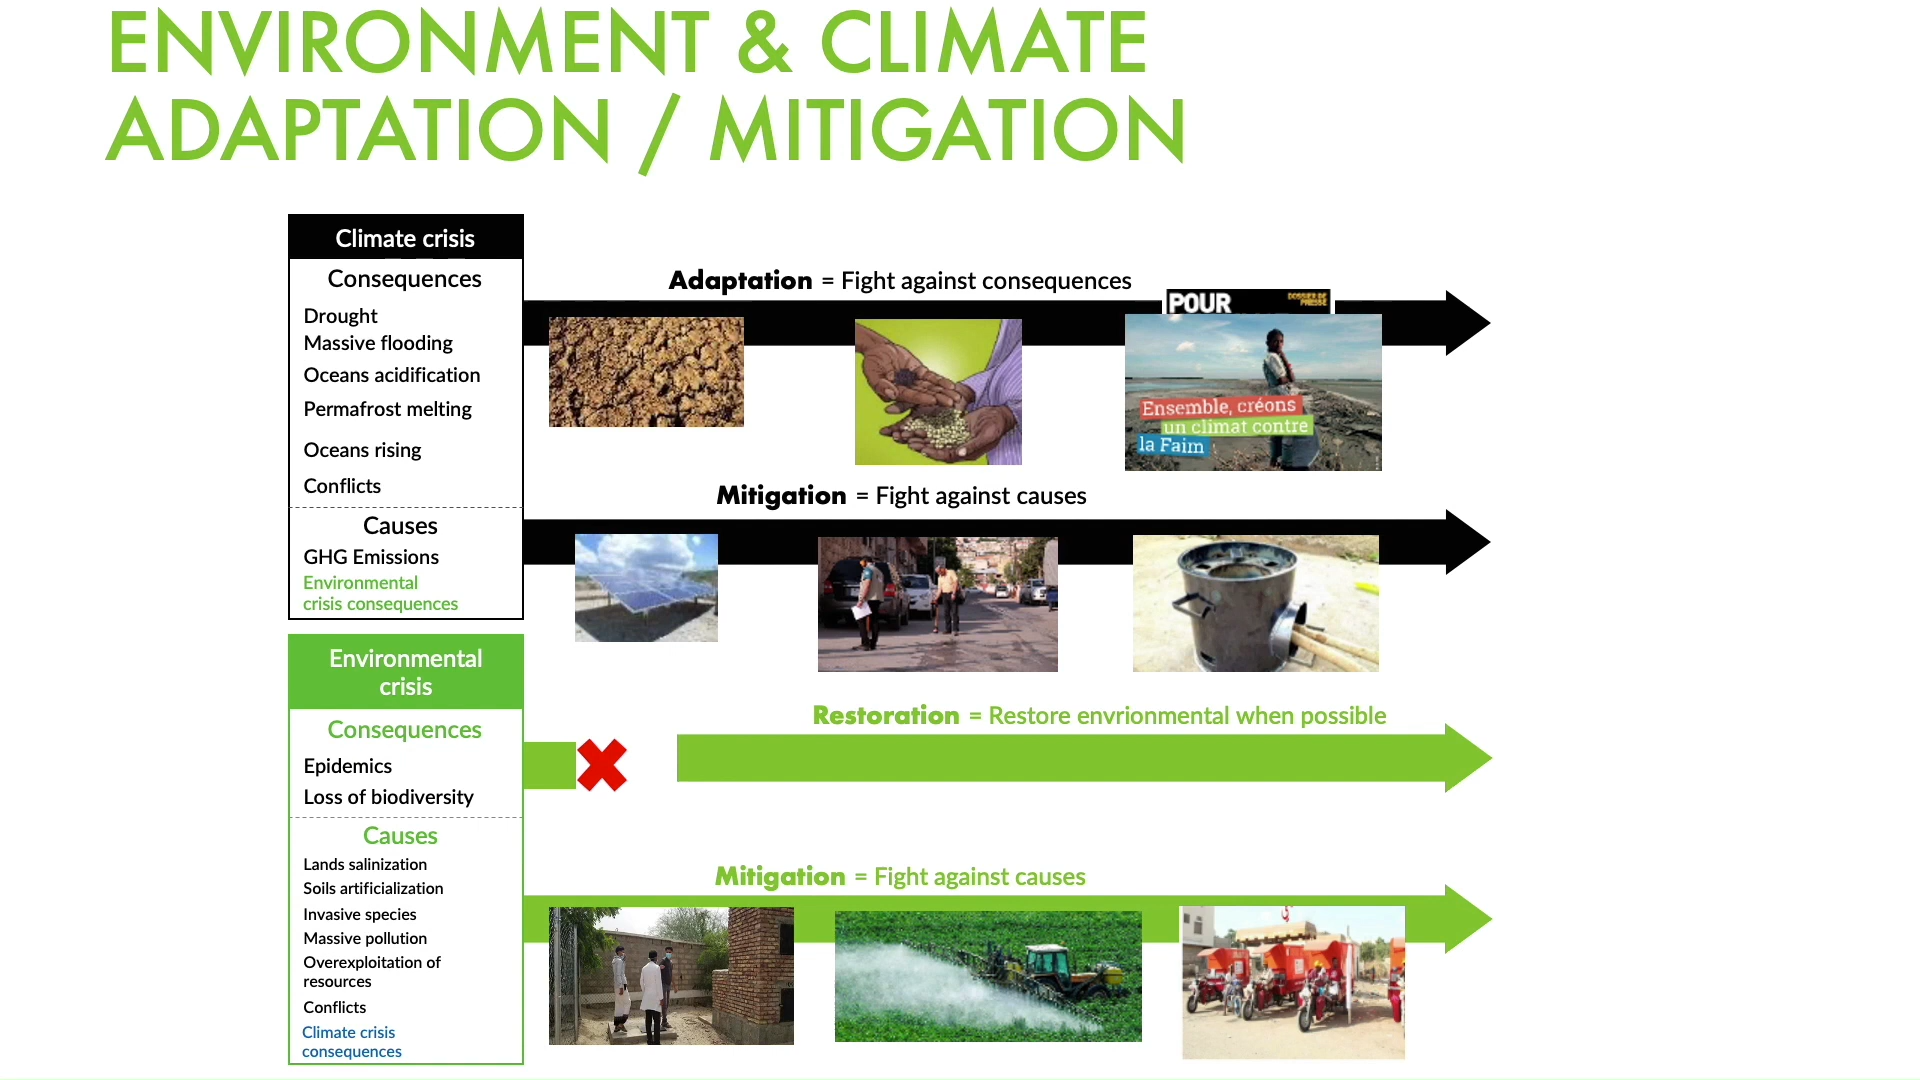 ENVIRONMENT & CLIMATE
ADAPTATION / MITIGATION
Climate crisis
Consequences
Drought
Massive flooding
Oceans acidification
Permafrost melting
Oceans rising
Conflicts
Causes
GHG Emissions
Environmental
crisis consequences
Adaptation = Fight against consequences
POUR
DOSSIER DE
PRESSE
Ensemble, créons
un climat contre
la Faim
Mitigation = Fight against causes
Environmental
crisis
Consequences
Epidemics
Loss of biodiversity
Causes
Lands salinization
Soils artificialization
Invasive species
Massive pollution
Overexploitation of
resources
Conflicts
Climate crisis
consequences
Restoration = Restore envrionmental when possible
Mitigation = Fight against causes